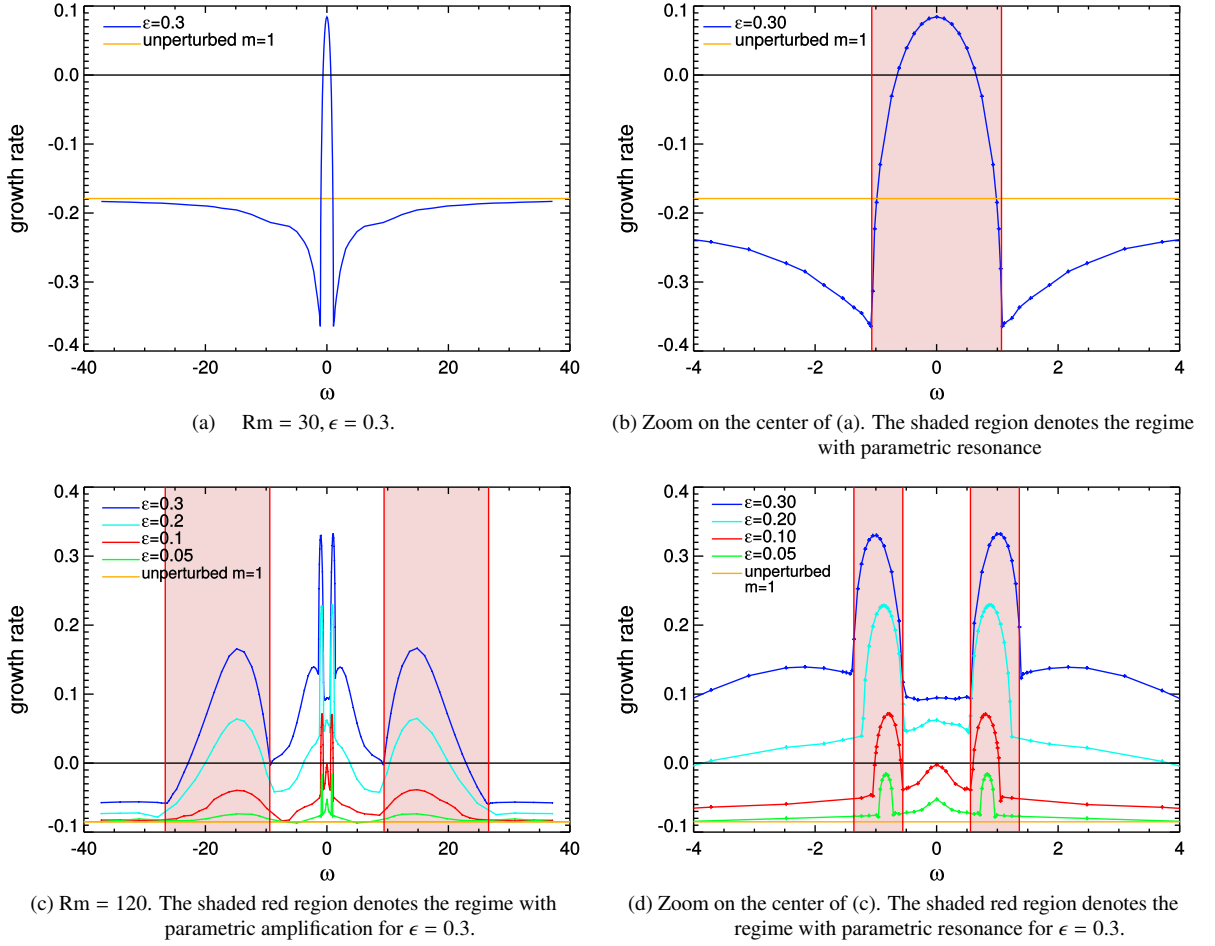 ε=0.3
unperturbed m=1
0.1
0.0
-0.1
-0.2
-0.3
-0.4
growth rate
-40 -20 0 20 40
ω
(a) Rm = 30, ϵ = 0.3.
ε=0.30
unperturbed m=1
0.1
0.0
-0.1
-0.2
-0.3
-0.4
growth rate
-4 -2 0 2 4
ω
(b) Zoom on the center of (a). The shaded region denotes the regime
with parametric resonance
ε=0.3
ε=0.2
ε=0.1
ε=0.05
unperturbed m=1
0.4
0.3
0.2
0.1
0.0
-0.1
growth rate
-40 -20 0 20 40
ω
(c) Rm = 120. The shaded red region denotes the regime with
parametric amplification for ϵ = 0.3.
ε=0.30
ε=0.20
ε=0.10
ε=0.05
unperturbed
m=1
0.4
0.3
0.2
0.1
0.0
-0.1
growth rate
-4 -2 0 2 4
ω
(d) Zoom on the center of (c). The shaded red region denotes the
regime with parametric resonance for ϵ = 0.3.